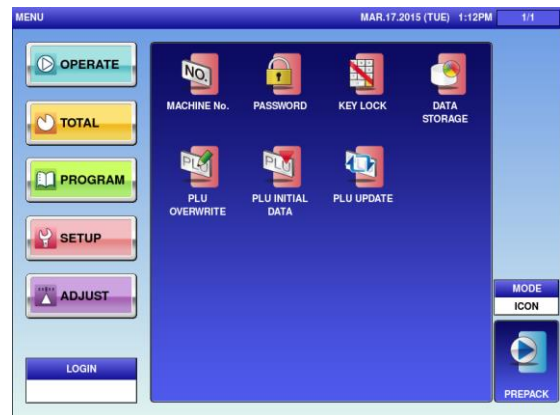 MENU
MAR.17.2015 (TUE) 1:12PM
1/1
OPERATE
TOTAL
PROGRAM
SETUP
ADJUST
LOGIN
NO.
MACHINE No.
PASSWORD
KEY LOCK
DATA
STORAGE
PLU
PLU
OVERWRITE
PLU
PLU INITIAL
DATA
PLU UPDATE
MODE
ICON
PREPACK